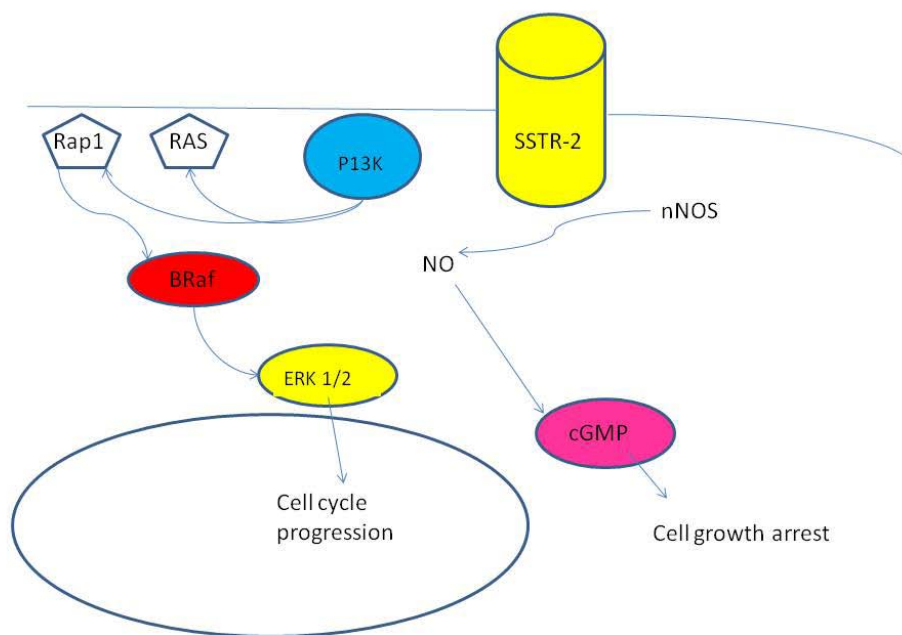 Rap1
RAS
P13K
SSTR-2
nNOS
NO
BRaf
ERK 1/2
cGMP
Cell cycle
progression
Cell growth arrest